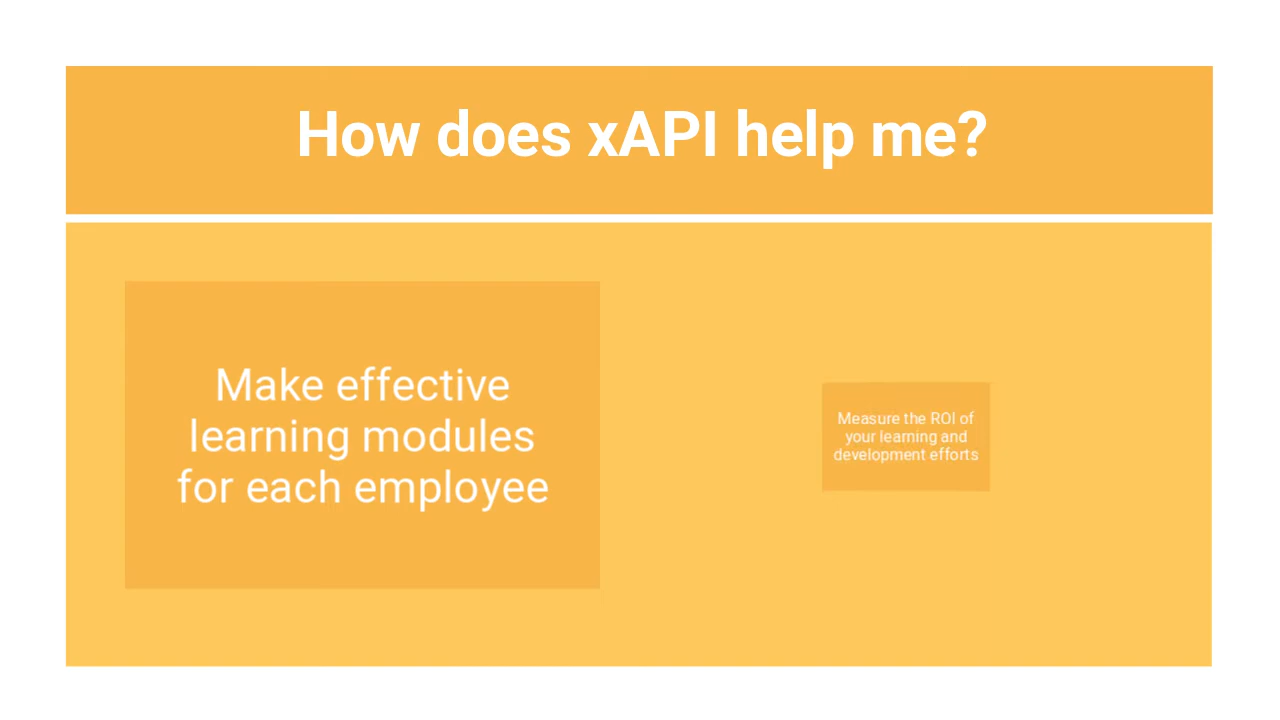 How does xAPI help me?
Make effective
learning modules
for each employee
Measure the ROI of
your learning and
development efforts